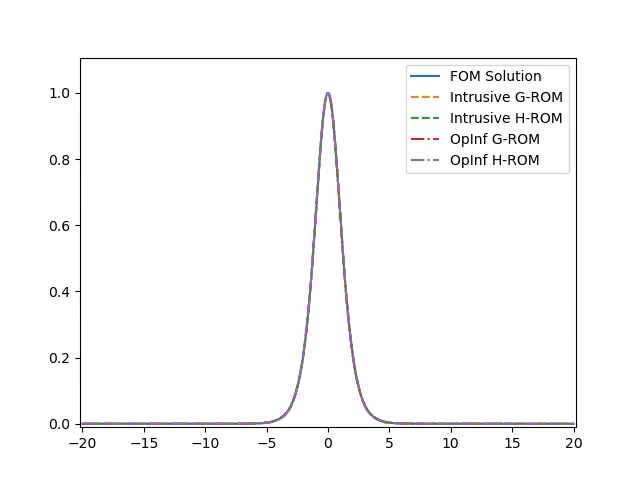 FOM Solution
Intrusive G-ROM
Intrusive H-ROM
OpInf G-ROM
OpInf H-ROM
1.0
0.8
0.6
0.4
0.2
0.0
−20 −15 −10 −5 0 5 10 15 20